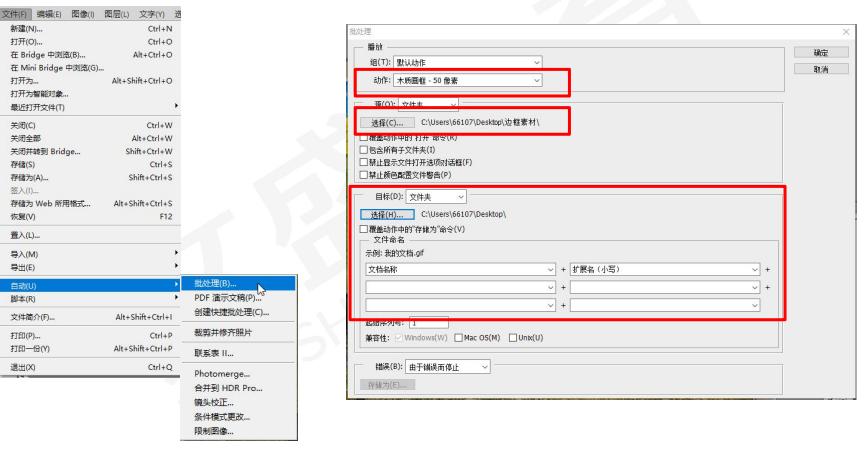 文件(F) 编辑(E) 图像(I) 图层(L) 文字(Y) 选
新建(N)... Ctrl+N
打开(O)... Ctrl+O
在 Bridge 中浏览(B)... Alt+Ctrl+O
在 Mini Bridge 中浏览(G)...
打开为... Alt+Shift+Ctrl+O
打开为智能对象...
最近打开文件(T)
关闭(C) Ctrl+W
关闭全部 Alt+Ctrl+W
关闭并转到 Bridge... Shift+Ctrl+W
存储(S) Ctrl+S
存储为(A)... Shift+Ctrl+S
签入(I)...
存储为 Web 所用格式... Alt+Shift+Ctrl+S
恢复(V) F12
置入(L)...
导入(M)
导出(E)
自动(U)
脚本(R)
文件简介(F)... Alt+Shift+Ctrl+I
打印(P)... Ctrl+P
打印一份(Y) Alt+Shift+Ctrl+P
退出(X) Ctrl+Q
批处理(B)...
PDF 演示文稿(P)...
创建快捷批处理(C)...
裁剪并修齐照片
联系表 II...
Photomerge...
合并到 HDR Pro...
镜头校正...
条件模式更改...
限制图像...
批处理
播放
组(T): 默认动作
动作: 木质画框 - 50 像素
确定
取消
源(O): 文件夹
选择(C)... C:\Users\66107\Desktop\边框素材\
覆盖动作中的"打开"命令(R)
包含所有子文件夹(I)
禁止显示文件打开选项对话框(F)
禁止颜色配置文件警告(P)
目标(D): 文件夹
选择(H)... C:\Users\66107\Desktop\
覆盖动作中的"存储为"命令(V)
文件命名
示例: 我的文档.gif
文档名称 + 扩展名（小写） +
+ +
+
起始序列号: 1
兼容性: Windows(W) Mac OS(M) Unix(U)
错误(B): 由于错误而停止
存储为(E)...